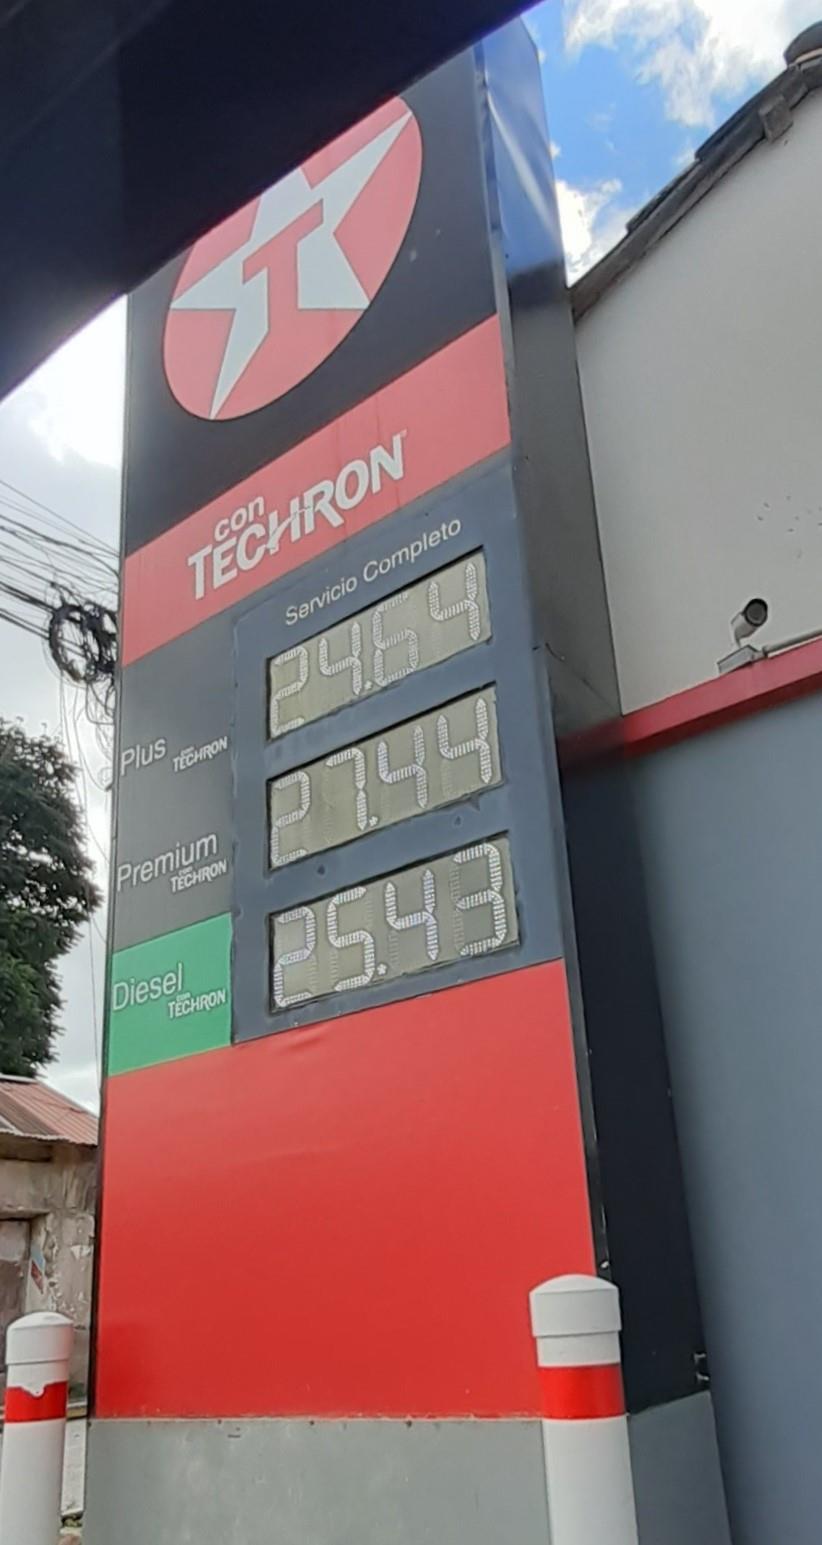 T
con
TECHRON
Servicio Completo
24.64
Plus con TECHRON
27.44
Premium con TECHRON
25.43
Diesel con TECHRON